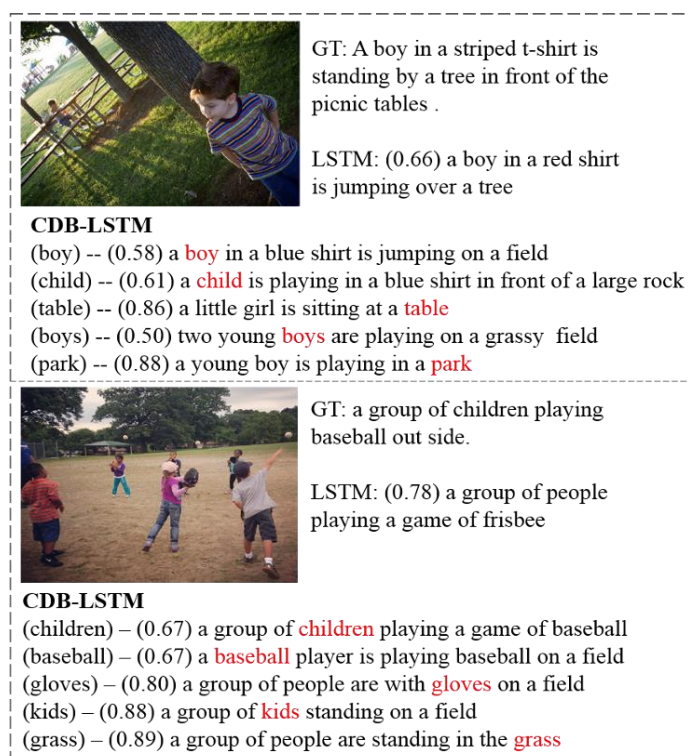 GT: A boy in a striped t-shirt is
standing by a tree in front of the
picnic tables .
LSTM: (0.66) a boy in a red shirt
is jumping over a tree
CDB-LSTM
(boy) -- (0.58) a boy in a blue shirt is jumping on a field
(child) -- (0.61) a child is playing in a blue shirt in front of a large rock
(table) -- (0.86) a little girl is sitting at a table
(boys) -- (0.50) two young boys are playing on a grassy field
(park) -- (0.88) a young boy is playing in a park
GT: a group of children playing
baseball out side.
LSTM: (0.78) a group of people
playing a game of frisbee
CDB-LSTM
(children) – (0.67) a group of children playing a game of baseball
(baseball) – (0.67) a baseball player is playing baseball on a field
(gloves) – (0.80) a group of people are with gloves on a field
(kids) – (0.88) a group of kids standing on a field
(grass) – (0.89) a group of people are standing in the grass